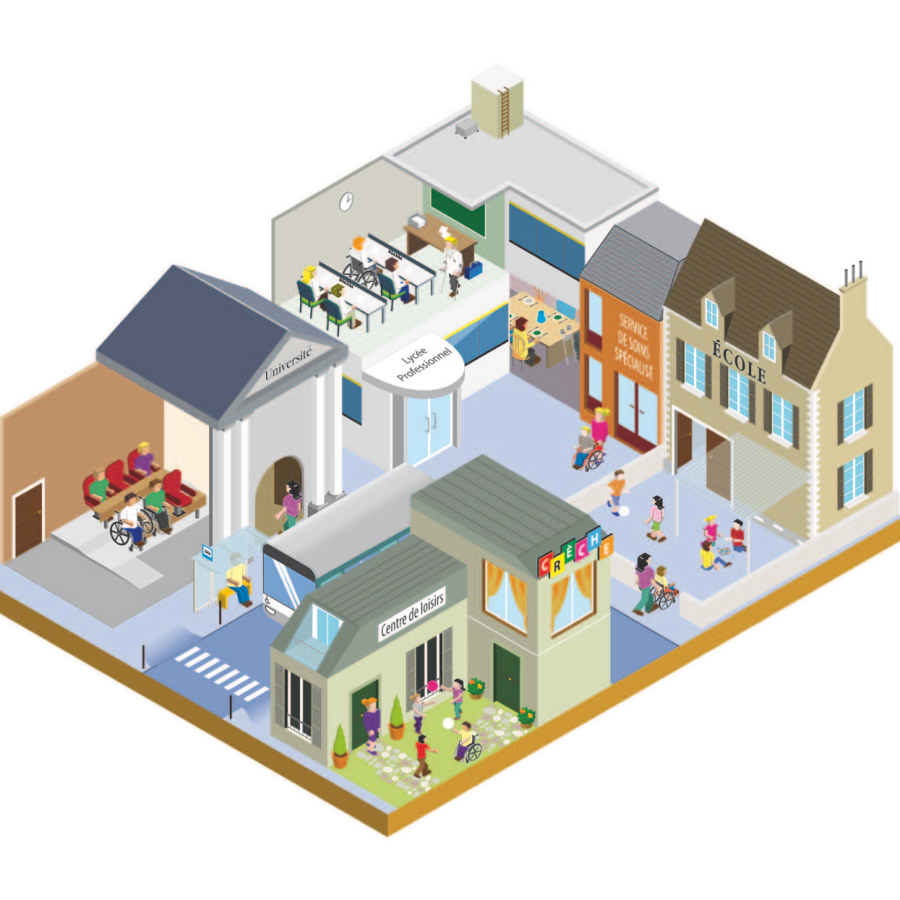 Université
Lycée
Professionnel
SERVICE
DE SOINS
SPÉCIALISÉ
ÉCOLE
CRÈCHE
Centre de loisirs